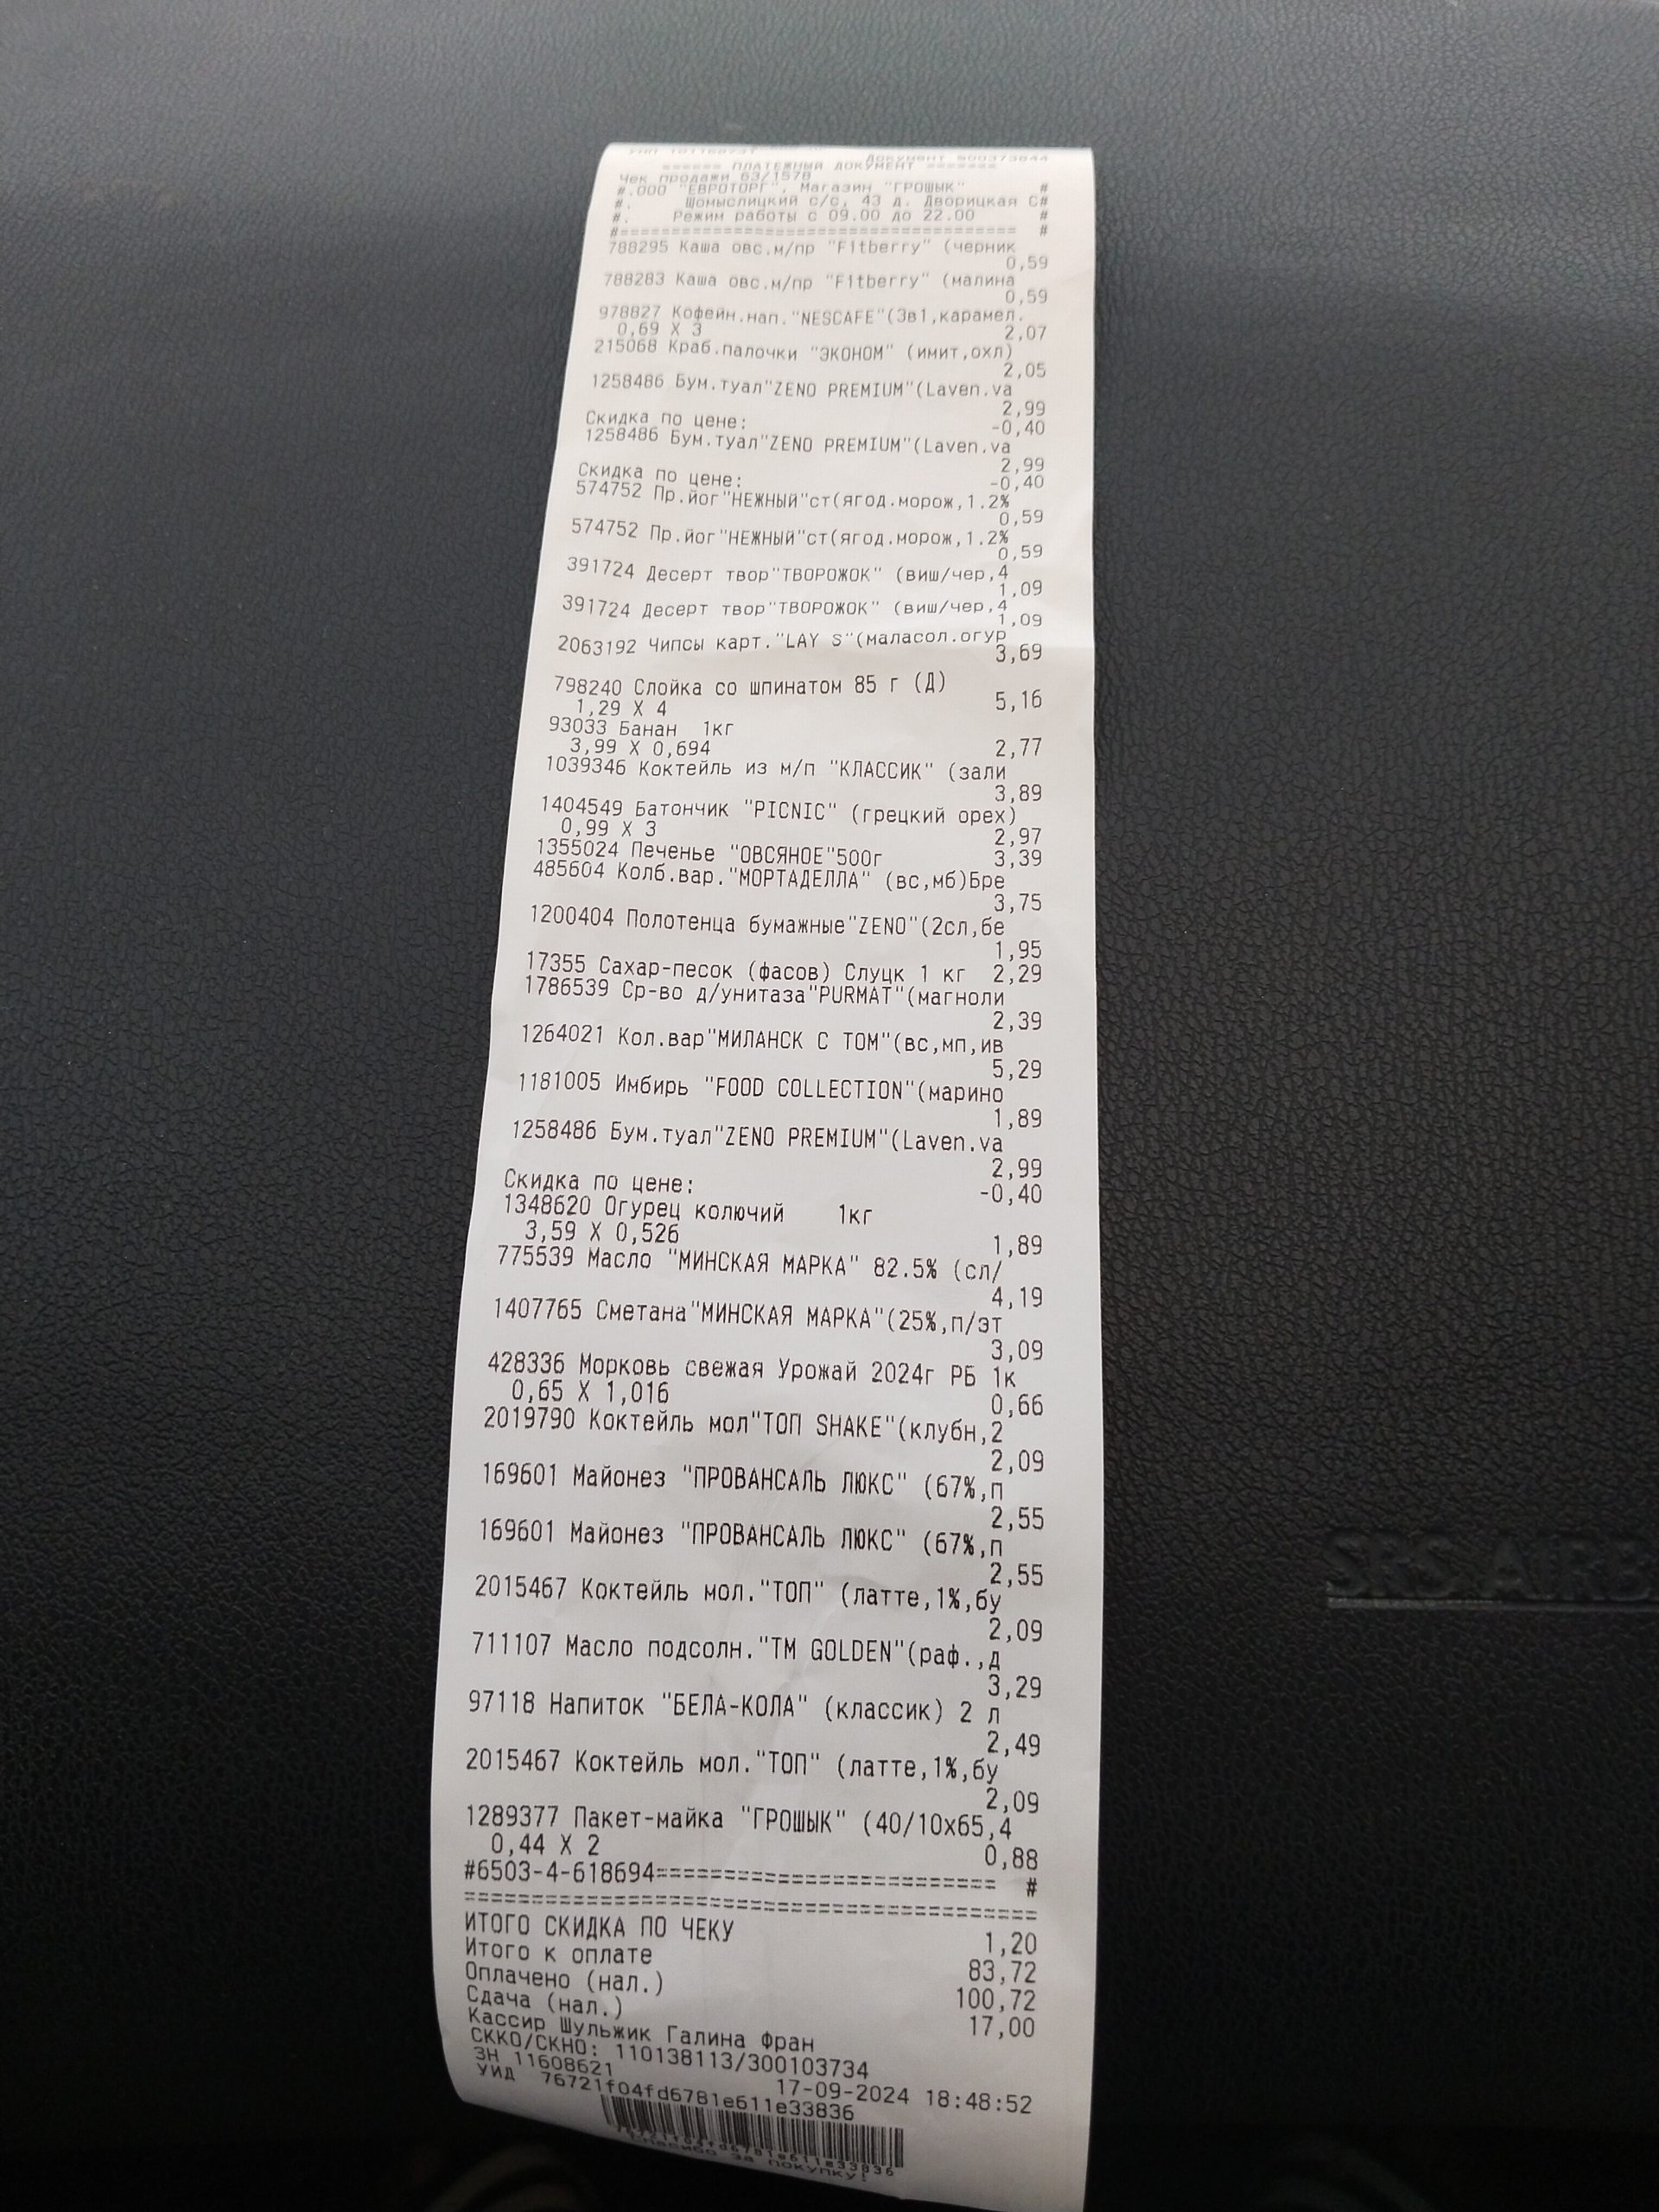 Документ 900373844
====== ПЛАТЕЖНЫЙ ДОКУМЕНТ =======
Чек продажи 63/1578
#.ООО "ЕВРОТОРГ", Магазин "ГРОШЫК" #
#. Шомыслицкий с/с, 43 д. Дворицкая С#
#. Режим работы с 09.00 до 22.00 #
#================================== #
788295 Каша овс.м/пр "Fitberry" (черник
0,59
788283 Каша овс.м/пр "Fitberry" (малина
0,59
978827 Кофейн.нап."NESCAFE"(3в1,карамел.
0,69 X 3 2,07
215068 Краб.палочки "ЭКОНОМ" (имит,охл)
2,05
1258486 Бум.туал"ZENO PREMIUM"(Laven.va
2,99
Скидка по цене: -0,40
1258486 Бум.туал"ZENO PREMIUM"(Laven.va
2,99
Скидка по цене: -0,40
574752 Пр.йог"НЕЖНЫЙ"ст(ягод.морож,1.2%
0,59
574752 Пр.йог"НЕЖНЫЙ"ст(ягод.морож,1.2%
0,59
391724 Десерт твор"ТВОРОЖОК" (виш/чер,4
1,09
391724 Десерт твор"ТВОРОЖОК" (виш/чер,4
1,09
2063192 Чипсы карт."LAY S"(маласол.огур
3,69
798240 Слойка со шпинатом 85 г (Д)
1,29 X 4 5,16
93033 Банан 1кг
3,99 X 0,694 2,77
1039346 Коктейль из м/п "КЛАССИК" (зали
3,89
1404549 Батончик "PICNIC" (грецкий орех)
0,99 X 3 2,97
1355024 Печенье "ОВСЯНОЕ"500г 3,39
485604 Колб.вар."МОРТАДЕЛЛА" (вс,мб)Бре
3,75
1200404 Полотенца бумажные"ZENO"(2сл,бе
1,95
17355 Сахар-песок (фасов) Слуцк 1 кг 2,29
1786539 Ср-во д/унитаза"PURMAT"(магноли
2,39
1264021 Кол.вар"МИЛАНСК С ТОМ"(вс,мп,ив
5,29
1181005 Имбирь "FOOD COLLECTION"(марино
1,89
1258486 Бум.туал"ZENO PREMIUM"(Laven.va
2,99
Скидка по цене: -0,40
1348620 Огурец колючий 1кг
3,59 X 0,526 1,89
775539 Масло "МИНСКАЯ МАРКА" 82.5% (сл/
4,19
1407765 Сметана"МИНСКАЯ МАРКА"(25%,п/эт
3,09
428336 Морковь свежая Урожай 2024г РБ 1к
0,65 X 1,016 0,66
2019790 Коктейль мол"ТОП SHAKE"(клубн,2
2,09
169601 Майонез "ПРОВАНСАЛЬ ЛЮКС" (67%,п
2,55
169601 Майонез "ПРОВАНСАЛЬ ЛЮКС" (67%,п
2,55
2015467 Коктейль мол."ТОП" (латте,1%,бу
2,09
711107 Масло подсолн."TM GOLDEN"(раф.,д
3,29
97118 Напиток "БЕЛА-КОЛА" (классик) 2 л
2,49
2015467 Коктейль мол."ТОП" (латте,1%,бу
2,09
1289377 Пакет-майка "ГРОШЫК" (40/10х65,4
0,44 X 2 0,88
#6503-4-618694========================= #
========================================
ИТОГО СКИДКА ПО ЧЕКУ 1,20
Итого к оплате 83,72
Оплачено (нал.) 100,72
Сдача (нал.) 17,00
Кассир Шульжик Галина Фран
СККО/СКНО: 110138113/300103734
ЗН 11608621 17-09-2024 18:48:52
УИД 76721f04fd6781e611e33836
Спасибо за покупку!
SRS AIRB